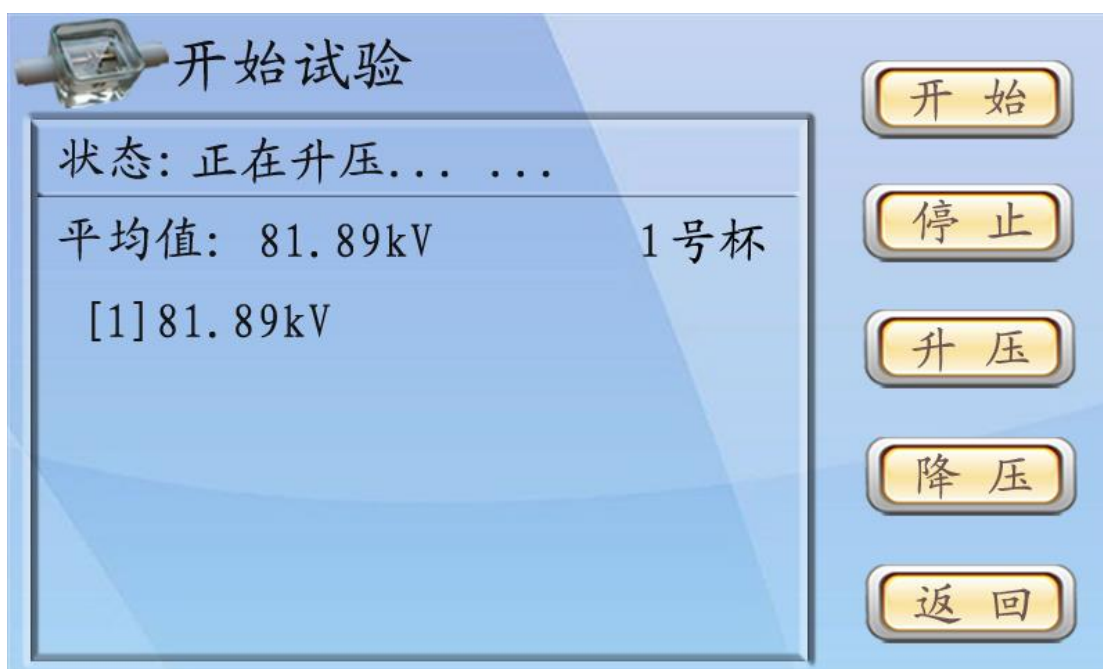 开始试验
状态: 正在升压... ...
平均值: 81.89kV 1号杯
[1]81.89kV
开 始
停 止
升 压
降 压
返 回